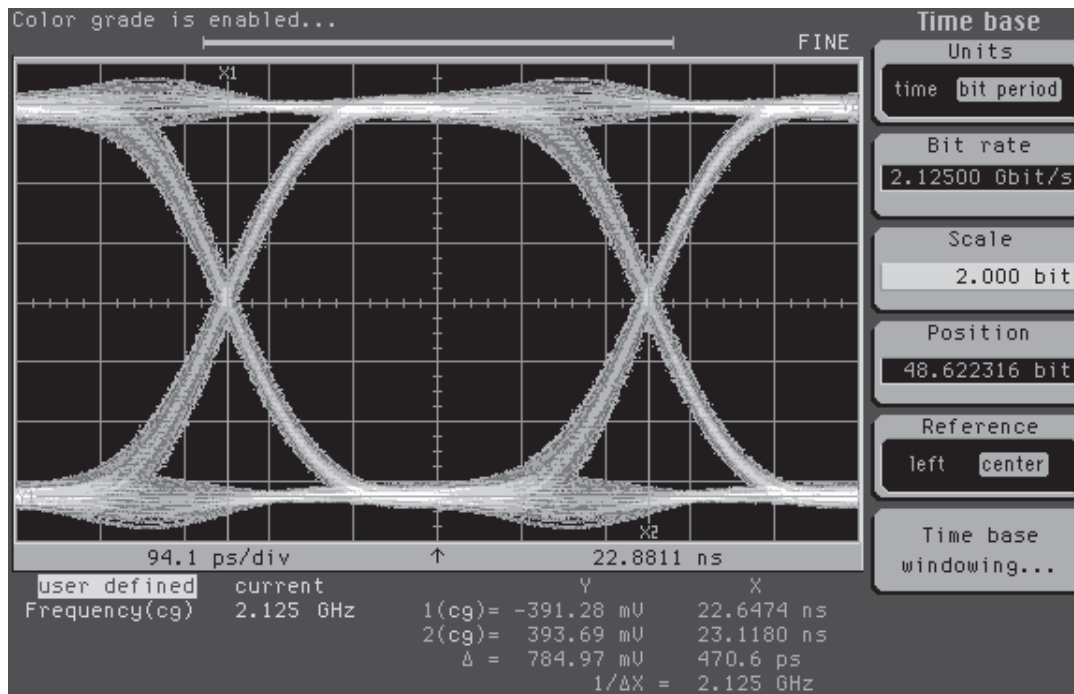 Color grade is enabled...
FINE
X1
Y2
Y1
X2
94.1 ps/div ↑ 22.8811 ns
user defined current Y X
Frequency(cg) 2.125 GHz 1(cg)= -391.28 mV 22.6474 ns
2(cg)= 393.69 mV 23.1180 ns
Δ = 784.97 mV 470.6 ps
1/ΔX = 2.125 GHz
Time base
Units
time bit period
Bit rate
2.12500 Gbit/s
Scale
2.000 bit
Position
48.622316 bit
Reference
left center
Time base
windowing...